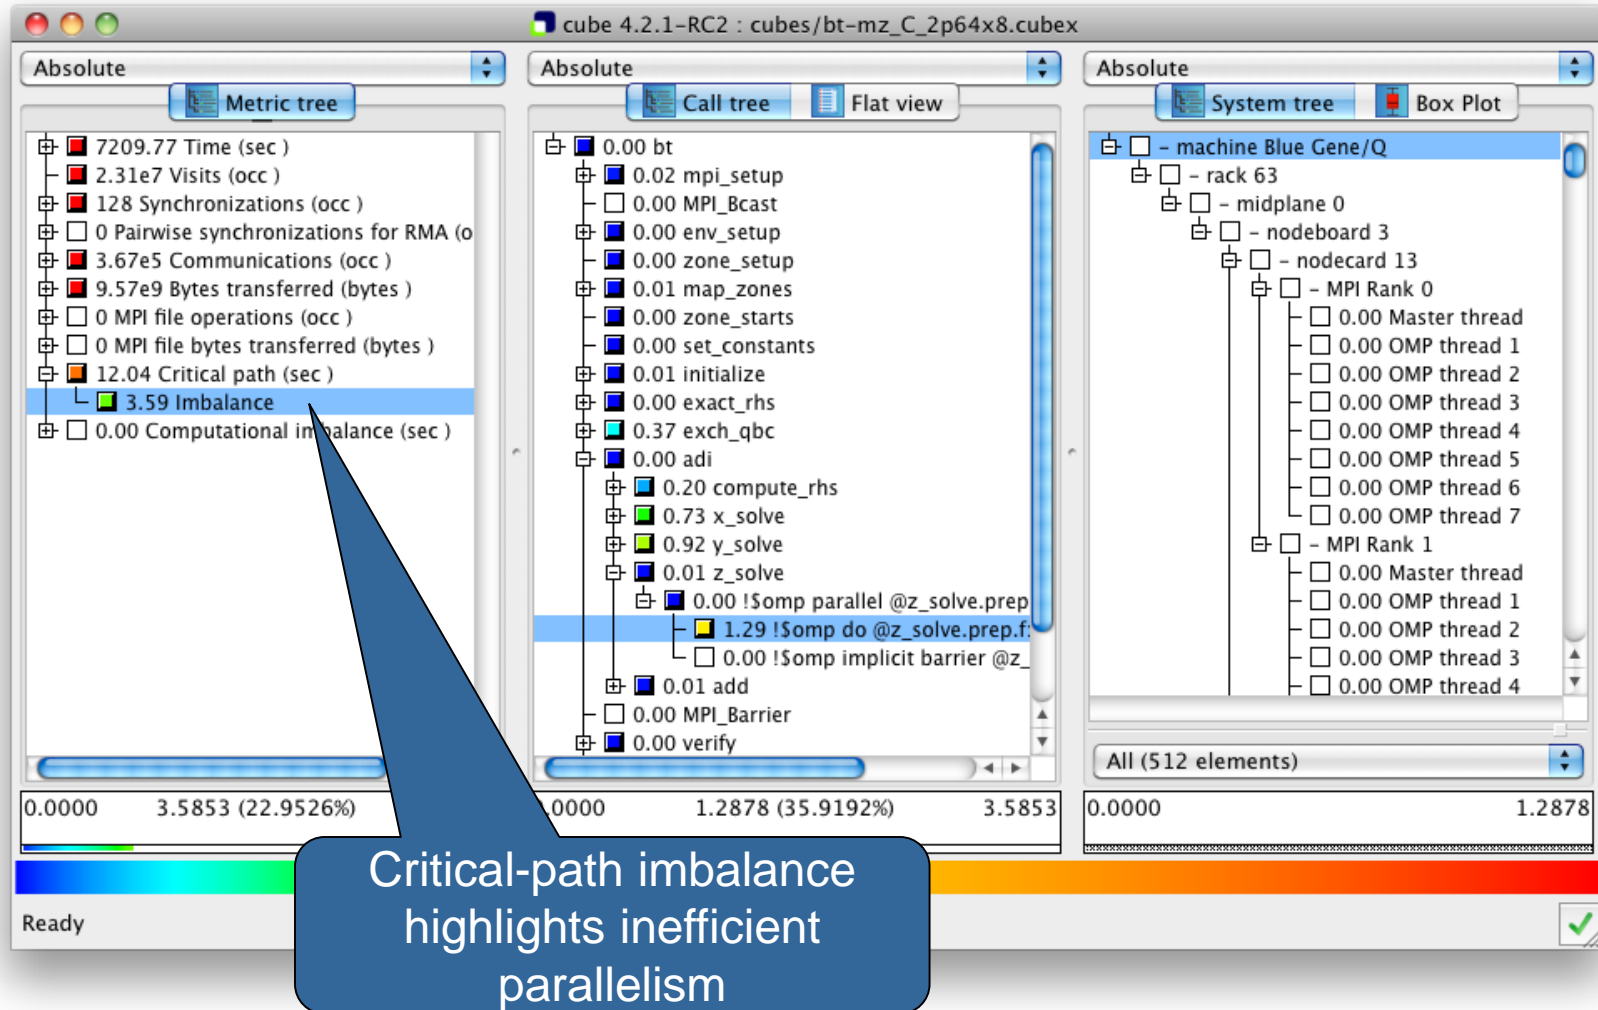 cube 4.2.1-RC2 : cubes/bt-mz_C_2p64x8.cubex
Absolute
Metric tree
7209.77 Time (sec )
2.31e7 Visits (occ )
128 Synchronizations (occ )
0 Pairwise synchronizations for RMA (o
3.67e5 Communications (occ )
9.57e9 Bytes transferred (bytes )
0 MPI file operations (occ )
0 MPI file bytes transferred (bytes )
12.04 Critical path (sec )
3.59 Imbalance
0.00 Computational imbalance (sec )
0.0000 3.5853 (22.9526%)
Absolute
Call tree
Flat view
0.00 bt
0.02 mpi_setup
0.00 MPI_Bcast
0.00 env_setup
0.00 zone_setup
0.01 map_zones
0.00 zone_starts
0.00 set_constants
0.01 initialize
0.00 exact_rhs
0.37 exch_qbc
0.00 adi
0.20 compute_rhs
0.73 x_solve
0.92 y_solve
0.01 z_solve
0.00 !$omp parallel @z_solve.prep
1.29 !$omp do @z_solve.prep.f:
0.00 !$omp implicit barrier @z_
0.01 add
0.00 MPI_Barrier
0.00 verify
0.0000 1.2878 (35.9192%) 3.5853
Absolute
System tree
Box Plot
- machine Blue Gene/Q
- rack 63
- midplane 0
- nodeboard 3
- nodecard 13
- MPI Rank 0
0.00 Master thread
0.00 OMP thread 1
0.00 OMP thread 2
0.00 OMP thread 3
0.00 OMP thread 4
0.00 OMP thread 5
0.00 OMP thread 6
0.00 OMP thread 7
- MPI Rank 1
0.00 Master thread
0.00 OMP thread 1
0.00 OMP thread 2
0.00 OMP thread 3
0.00 OMP thread 4
All (512 elements)
0.0000 1.2878
Critical-path imbalance
highlights inefficient
parallelism
Ready